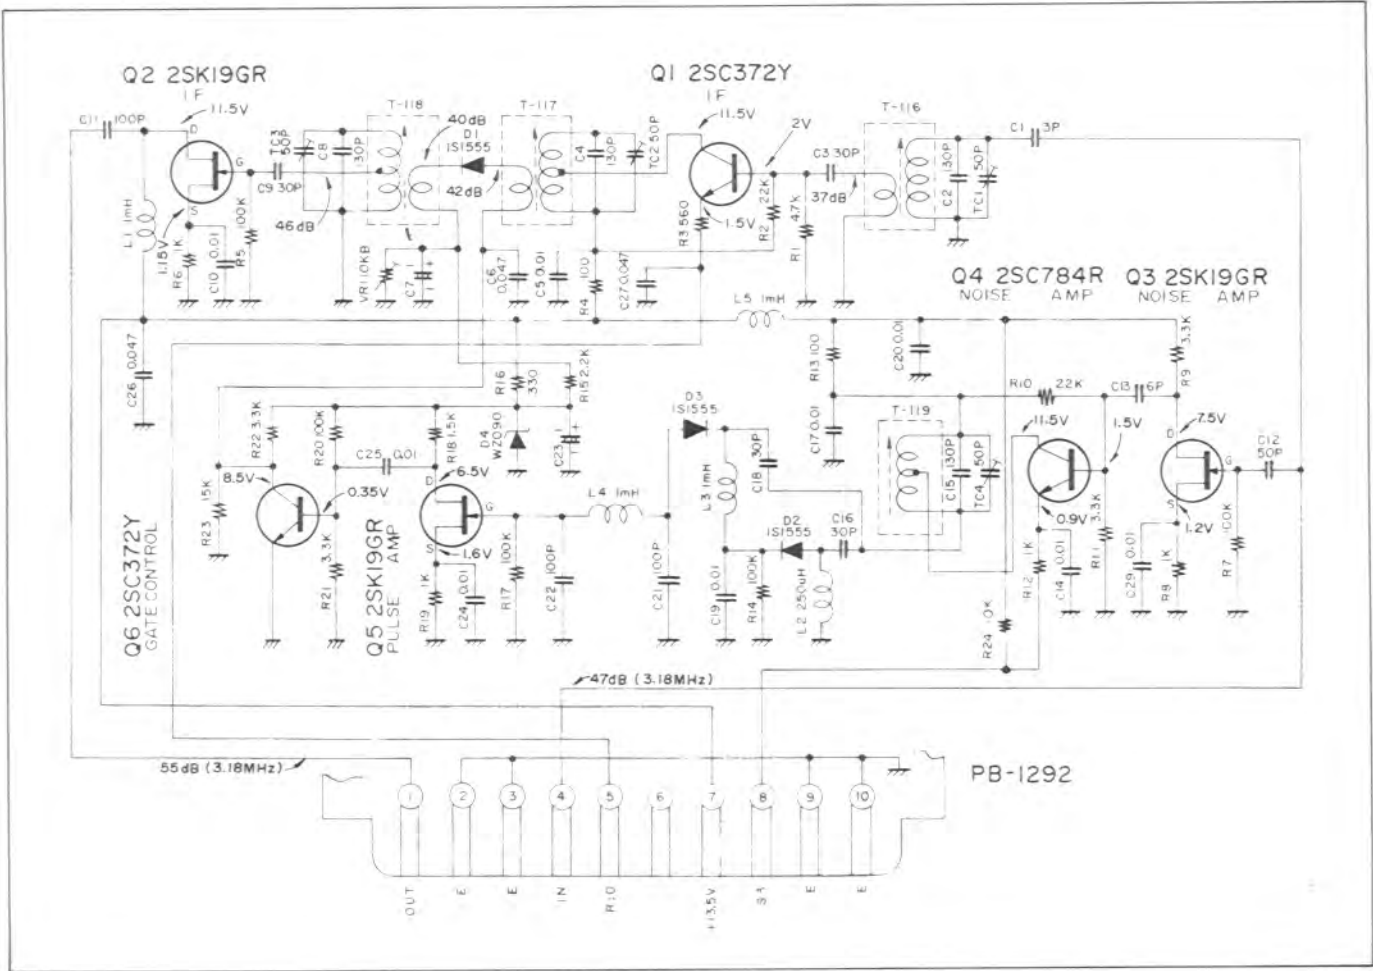 Q2 2SK19GR
IF
Q1 2SC372Y
IF
C11 100P
11.5V
D
G
S
1.15V
L1 1mH
R6 1K
C10 0.01
R5 100K
C9 30P
46dB
TC3 50P
C8 130P
T-118
40dB
D1
1S1555
42dB
T-117
C4 130P
TC2 50P
11.5V
2V
1.5V
R3 560
R2 22K
R1 4.7K
C3 30P
37dB
T-116
C2 130P
TC1 50P
C1 3P
VR1 10KB
C7 1
C6 0.047
C5 0.01
R4 100
C27 0.047
L5 1mH
Q4 2SC784R
NOISE AMP
Q3 2SK19GR
NOISE AMP
C26 0.047
R22 3.3K
R20 100K
C25 0.01
R18 1.5K
R16 330
R15 2.2K
D4 WZ090
C23 1
D3
1S1555
L3 1mH
C18 30P
R13 100
C17 0.01
C20 0.01
T-119
C15 130P
TC4 50P
R10 22K
11.5V
C13 6P
1.5V
R9 3.3K
7.5V
D
G
S
C12
50P
R23 15K
8.5V
0.35V
R21 3.3K
D
6.5V
G
S
1.6V
R19 1K
C24 0.01
R17 100K
C22 100P
L4 1mH
C21 100P
C19 0.01
R14 100K
D2
1S1555
L2 250uH
C16
30P
0.9V
R12 1K
C14 0.01
R11 3.3K
1.2V
C29 0.01
R8 1K
R7 100K
R24 10K
Q6 2SC372Y
GATE CONTROL
Q5 2SK19GR
PULSE AMP
47dB (3.18MHz)
55dB (3.18MHz)
PB-1292
1 2 3 4 5 6 7 8 9 10
OUT E E IN +13.5V E E